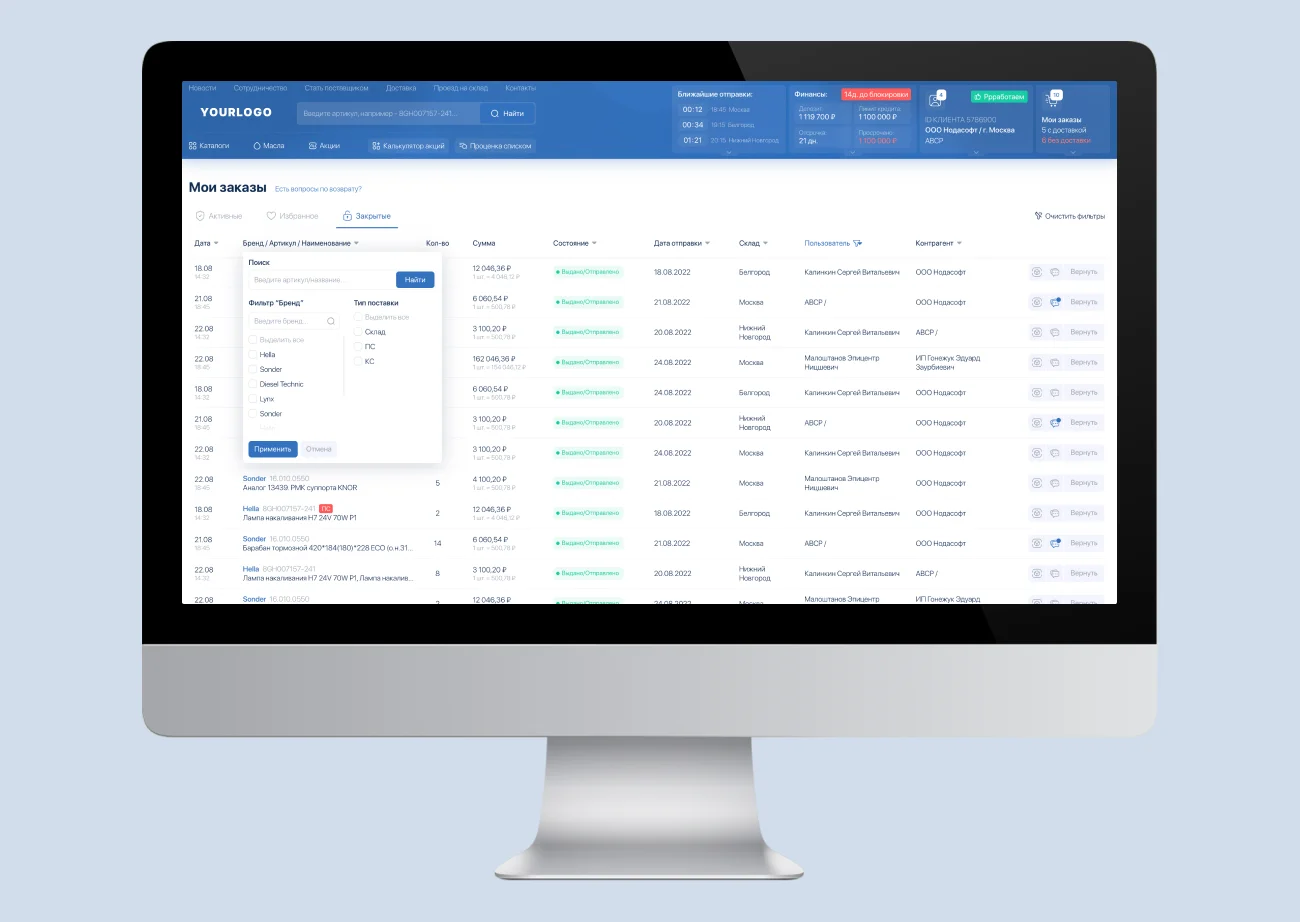 Новости Сотрудничество Стать поставщиком Доставка Проезд на склад Контакты
YOURLOGO
Введите артикул, например - 8GH007157-241...
Найти
Каталоги Масла Акции Калькулятор акций Проценка списком
Ближайшие отправки:
00:12 19:45 Москва
00:34 19:15 Белгород
01:21 20:15 Нижний Новгород
Финансы: 14д. до блокировки
Депозит: Лимит кредита:
1 119 700 ₽ 1 100 000 ₽
Отсрочка Просрочено:
21 дн. 1 100 000 ₽
4 Прработаем
ID КЛИЕНТА 5786900
ООО Нодасофт / г. Москва
ABCP
10
Мои заказы
5 с доставкой
8 без доставки
Мои заказы Есть вопросы по возврату?
Активные Избранное Закрытые Очистить фильтры
Дата Бренд / Артикул / Наименование Кол-во Сумма Состояние Дата отправки Склад Пользователь Контрагент
Поиск
Введите артикул/название...
Найти
Фильтр "Бренд" Тип поставки
Введите бренд... Выделить все
Выделить все Склад
Hella ПС
Sonder КС
Diesel Technic
Lynx
Sonder
Применить Отмена
18.08 12 046,36 ₽ Выдано/Отправлено 18.08.2022 Белгород Калинкин Сергей Витальевич ООО Нодасофт Вернуть
14:32 1 шт. = 4 046,12 ₽
21.08 6 060,54 ₽ Выдано/Отправлено 21.08.2022 Москва ABCP / ООО Нодасофт Вернуть
18:45 1 шт. = 500,78 ₽
22.08 3 100,20 ₽ Выдано/Отправлено 20.08.2022 Нижний Новгород Калинкин Сергей Витальевич ABCP / Вернуть
14:32 1 шт. = 500,78 ₽
22.08 162 046,36 ₽ Выдано/Отправлено 24.08.2022 Москва Малоштанов Эпицентр Ницшевич ИП Гонежук Эдуард Заурбиевич Вернуть
18:45
18.08 6 060,54 ₽ Выдано/Отправлено 24.08.2022 Белгород Калинкин Сергей Витальевич ООО Нодасофт Вернуть
14:32 1 шт. = 500,78 ₽
21.08 3 100,20 ₽ Выдано/Отправлено 20.08.2022 Нижний Новгород ABCP / ООО Нодасофт Вернуть
18:45 1 шт. = 500,78 ₽
22.08 3 100,20 ₽ Выдано/Отправлено 24.06.2022 Москва Калинкин Сергей Витальевич ООО Нодасофт Вернуть
14:32 1 шт. = 500,78 ₽
22.08 Sonder 16.010.0550 5 4 100,20 ₽ Выдано/Отправлено 21.08.2022 Москва Малоштанов Эпицентр Ницшевич ООО Нодасофт Вернуть
18:45 Аналог 13439. РМК суппорта KNOR 1 шт. = 500,78 ₽
18.08 Hella 8GH007157-241 ПС 2 12 046,36 ₽ Выдано/Отправлено 18.08.2022 Белгород Калинкин Сергей Витальевич ООО Нодасофт Вернуть
14:32 Лампа накаливания H7 24V 70W P1 1 шт. = 4 046,12 ₽
21.08 Sonder 16.010.0550 14 6 060,54 ₽ Выдано/Отправлено 21.08.2022 Москва ABCP / ООО Нодасофт Вернуть
18:45 Барабан тормозной 420*184(180)*228 ECO (о.н.31... 1 шт. = 500,78 ₽
22.08 Hella 8GH007157-241 8 3 100,20 ₽ Выдано/Отправлено 20.08.2022 Нижний Новгород Калинкин Сергей Витальевич ABCP / Вернуть
14:32 Лампа накаливания H7 24V 70W P1, Лампа накалив... 1 шт. = 500,78 ₽
22.08 Sonder 16.010.0550 2 12 046,36 ₽ Выдано/Отправлено 24.08.2022 Москва Малоштанов Эпицентр ИП Гонежук Эдуард Вернуть